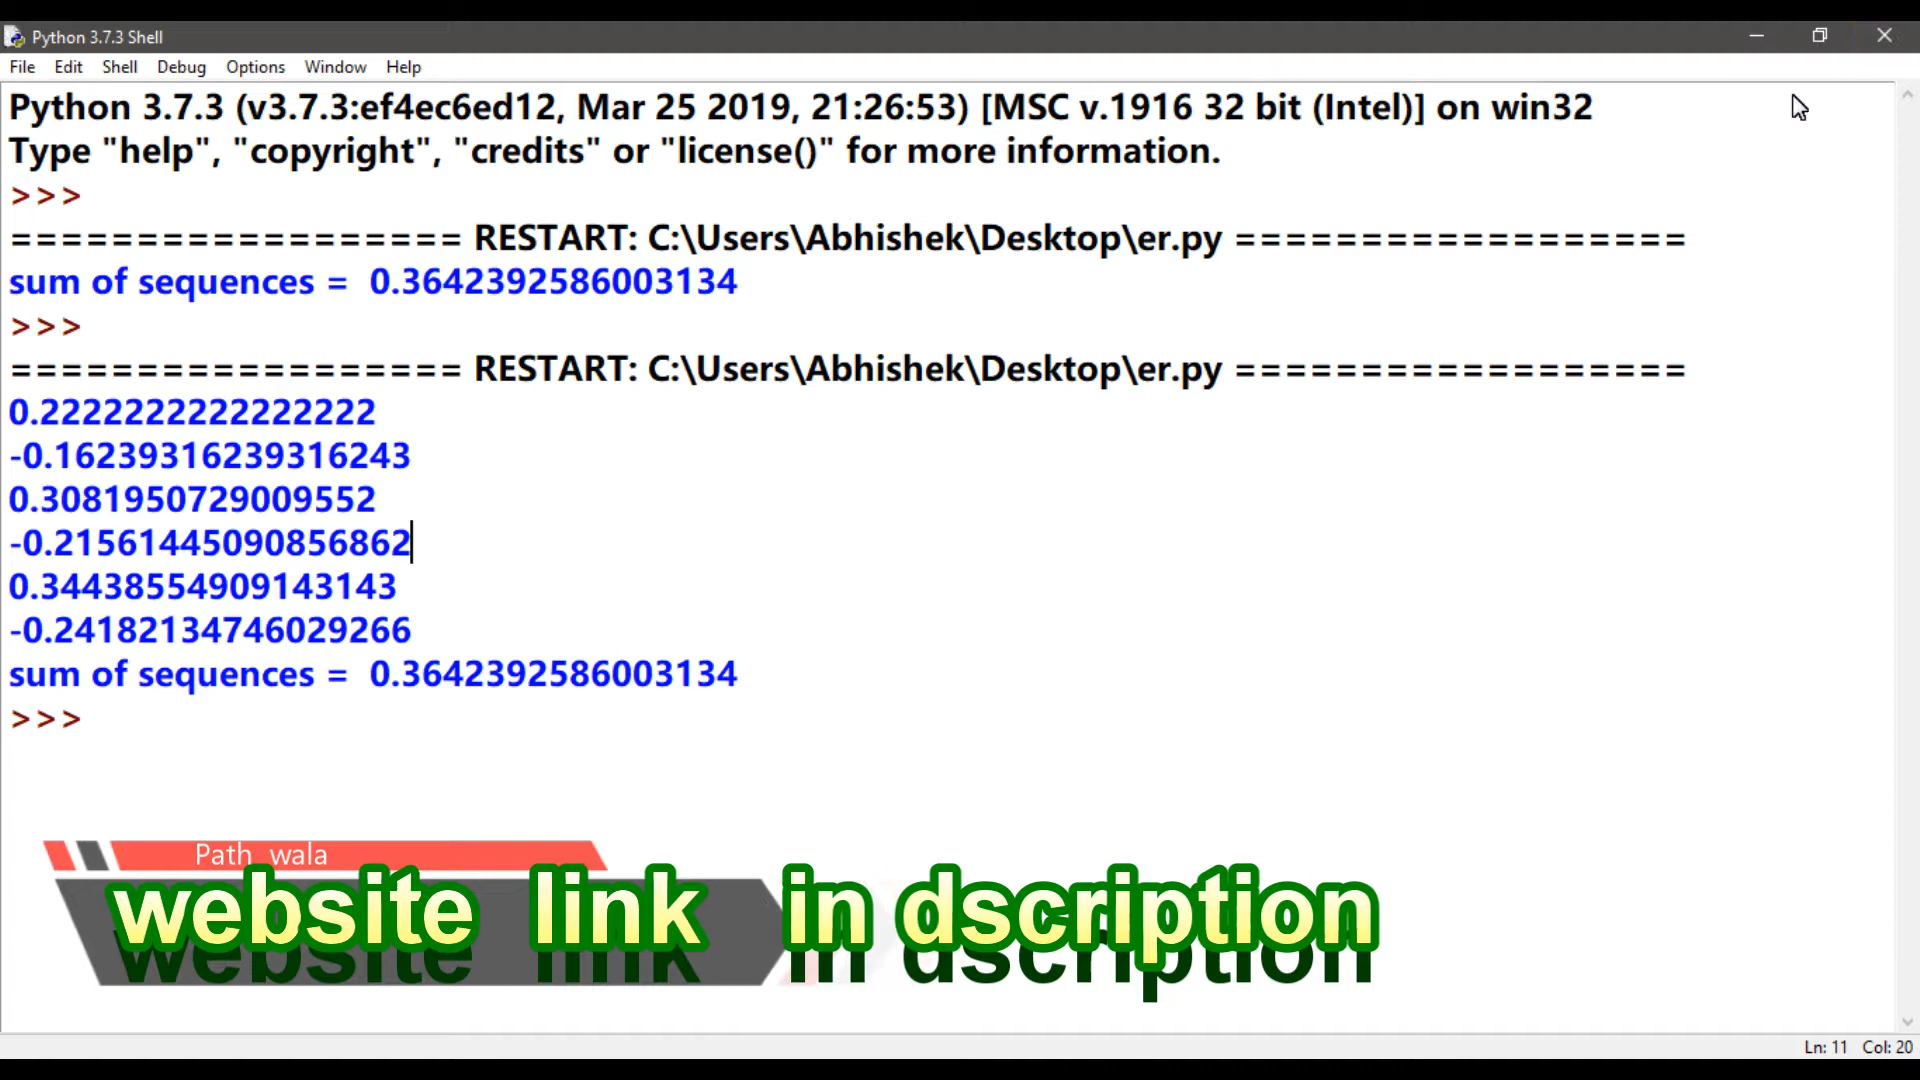 Python 3.7.3 Shell
File Edit Shell Debug Options Window Help
Python 3.7.3 (v3.7.3:ef4ec6ed12, Mar 25 2019, 21:26:53) [MSC v.1916 32 bit (Intel)] on win32
Type "help", "copyright", "credits" or "license()" for more information.
>>>
================== RESTART: C:\Users\Abhishek\Desktop\er.py ==================
sum of sequences =  0.3642392586003134
>>>
================== RESTART: C:\Users\Abhishek\Desktop\er.py ==================
0.2222222222222222
-0.16239316239316243
0.3081950729009552
-0.21561445090856862
0.34438554909143143
-0.24182134746029266
sum of sequences =  0.3642392586003134
>>>
Path wala
website link in dscription
Ln: 11 Col: 20